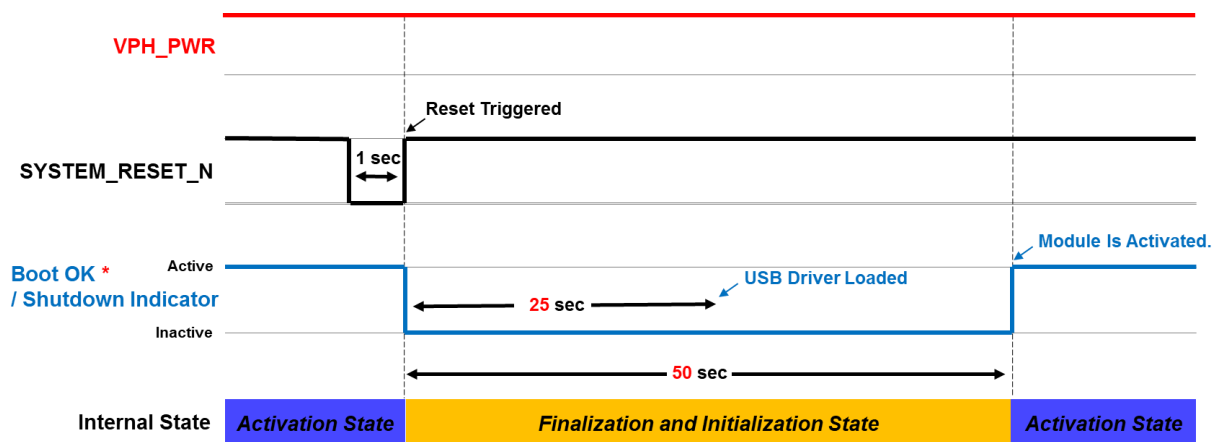 VPH_PWR
Reset Triggered
1 sec
SYSTEM_RESET_N
Module Is Activated.
Boot OK *
/ Shutdown Indicator
Active
USB Driver Loaded
25 sec
Inactive
50 sec
Internal State
Activation State
Finalization and Initialization State
Activation State